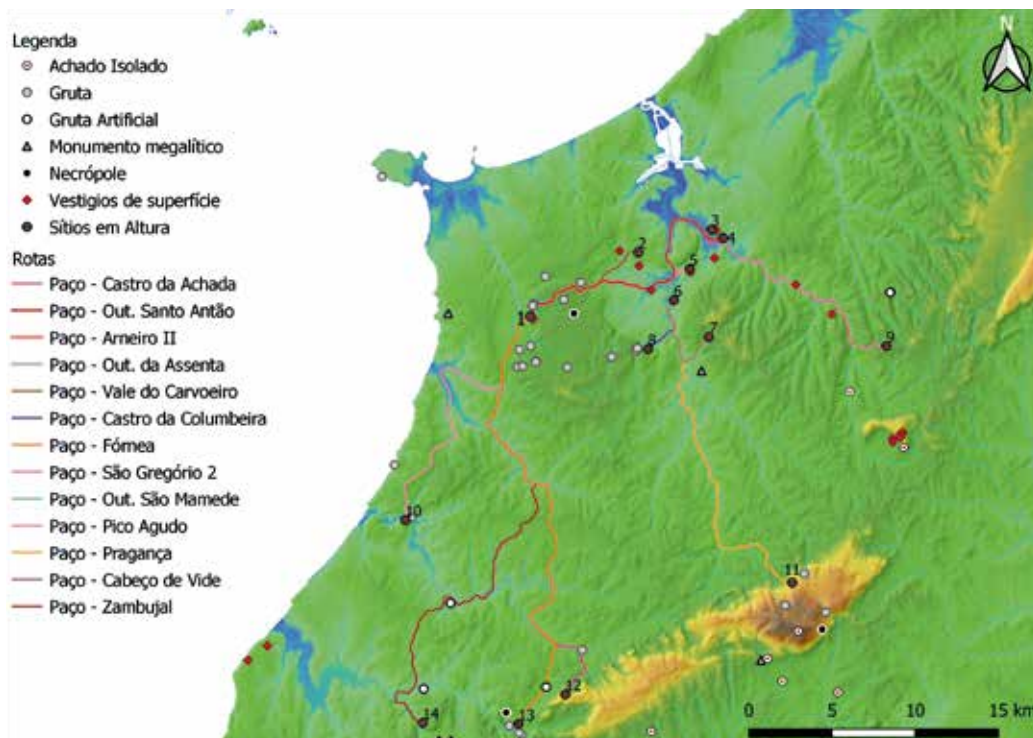 Legenda
Achado Isolado
Gruta
Gruta Artificial
Monumento megalítico
Necrópole
Vestigios de superfície
Sítios em Altura
Rotas
Paço - Castro da Achada
Paço - Out. Santo Antão
Paço - Arneiro II
Paço - Out. da Assenta
Paço - Vale do Carvoeiro
Paço - Castro da Columbeira
Paço - Fórnea
Paço - São Gregório 2
Paço - Out. São Mamede
Paço - Pico Agudo
Paço - Pragança
Paço - Cabeço de Vide
Paço - Zambujal
N
3
4
2
5
6
1
7
8
9
10
11
12
13
14
0 5 10 15 km